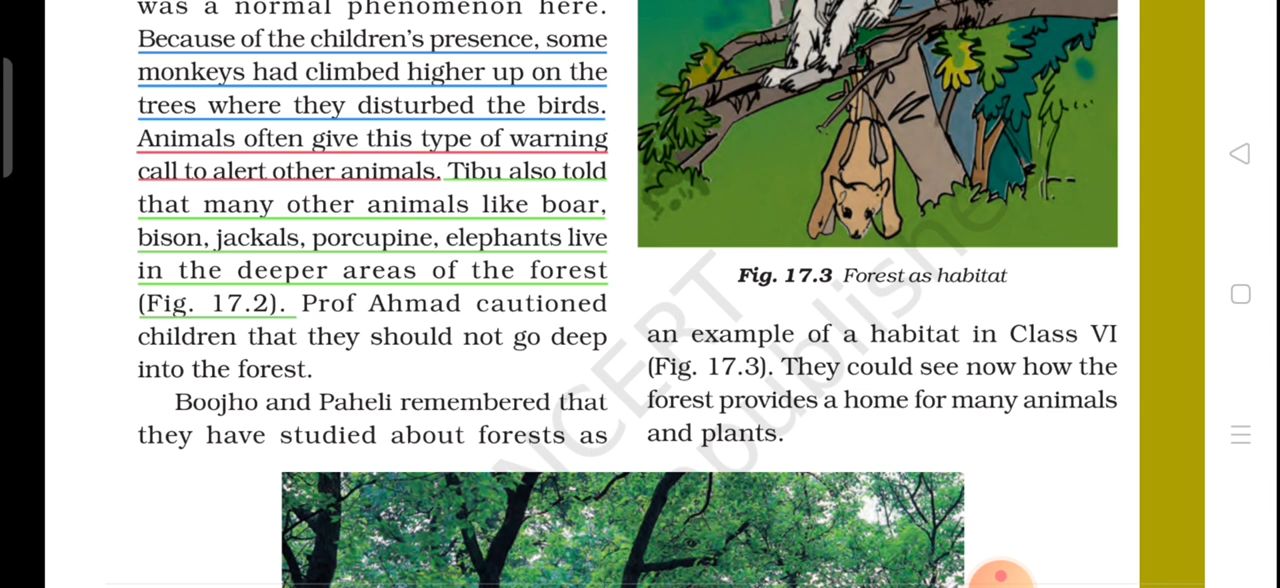 was a normal phenomenon here.
Because of the children's presence, some
monkeys had climbed higher up on the
trees where they disturbed the birds.
Animals often give this type of warning
call to alert other animals. Tibu also told
that many other animals like boar,
bison, jackals, porcupine, elephants live
in the deeper areas of the forest
(Fig. 17.2). Prof Ahmad cautioned
children that they should not go deep
into the forest.
Boojho and Paheli remembered that
they have studied about forests as
Fig. 17.3 Forest as habitat
an example of a habitat in Class VI
(Fig. 17.3). They could see now how the
forest provides a home for many animals
and plants.
NCERT